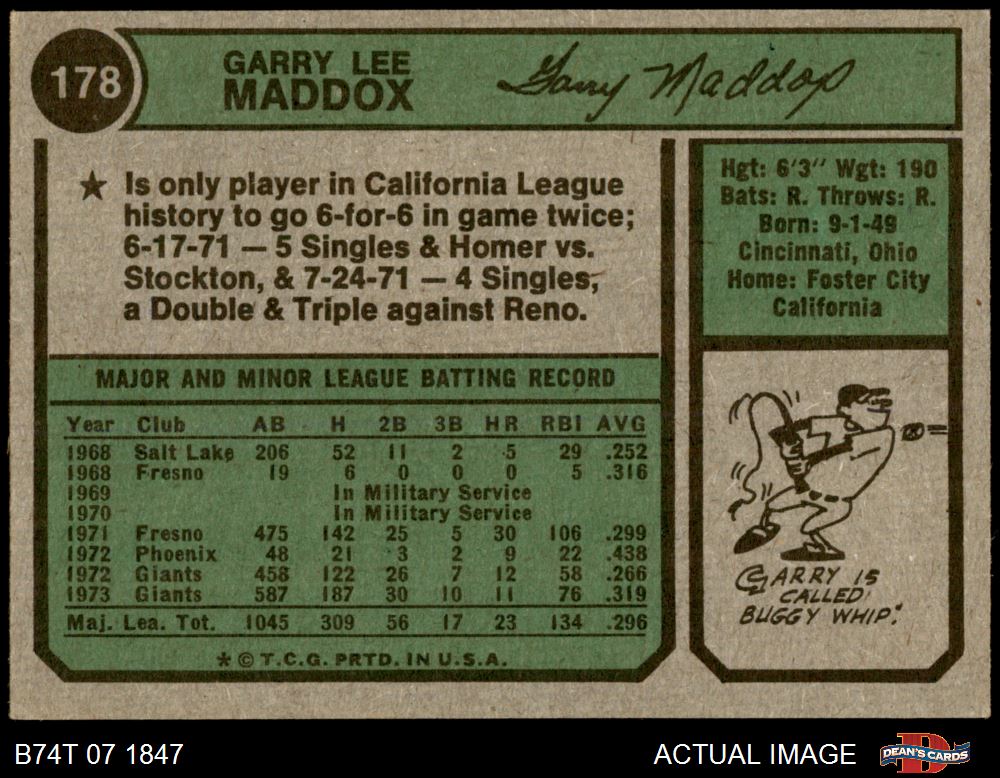 178
GARRY LEE
MADDOX
Garry Maddox
★ Is only player in California League
history to go 6-for-6 in game twice;
6-17-71 — 5 Singles & Homer vs.
Stockton, & 7-24-71 — 4 Singles,
a Double & Triple against Reno.
Hgt: 6'3" Wgt: 190
Bats: R. Throws: R.
Born: 9-1-49
Cincinnati, Ohio
Home: Foster City
California
MAJOR AND MINOR LEAGUE BATTING RECORD
Year Club AB H 2B 3B HR RBI AVG
1968 Salt Lake 206 52 11 2 5 29 .252
1968 Fresno 19 6 0 0 0 5 .316
1969 In Military Service
1970 In Military Service
1971 Fresno 475 142 25 5 30 106 .299
1972 Phoenix 48 21 3 2 9 22 .438
1972 Giants 458 122 26 7 12 58 .266
1973 Giants 587 187 30 10 11 76 .319
Maj. Lea. Tot. 1045 309 56 17 23 134 .296
★ © T.C.G. PRTD. IN U.S.A.
GARRY IS
CALLED
BUGGY WHIP.
B74T 07 1847
ACTUAL IMAGE
DEAN'S CARDS